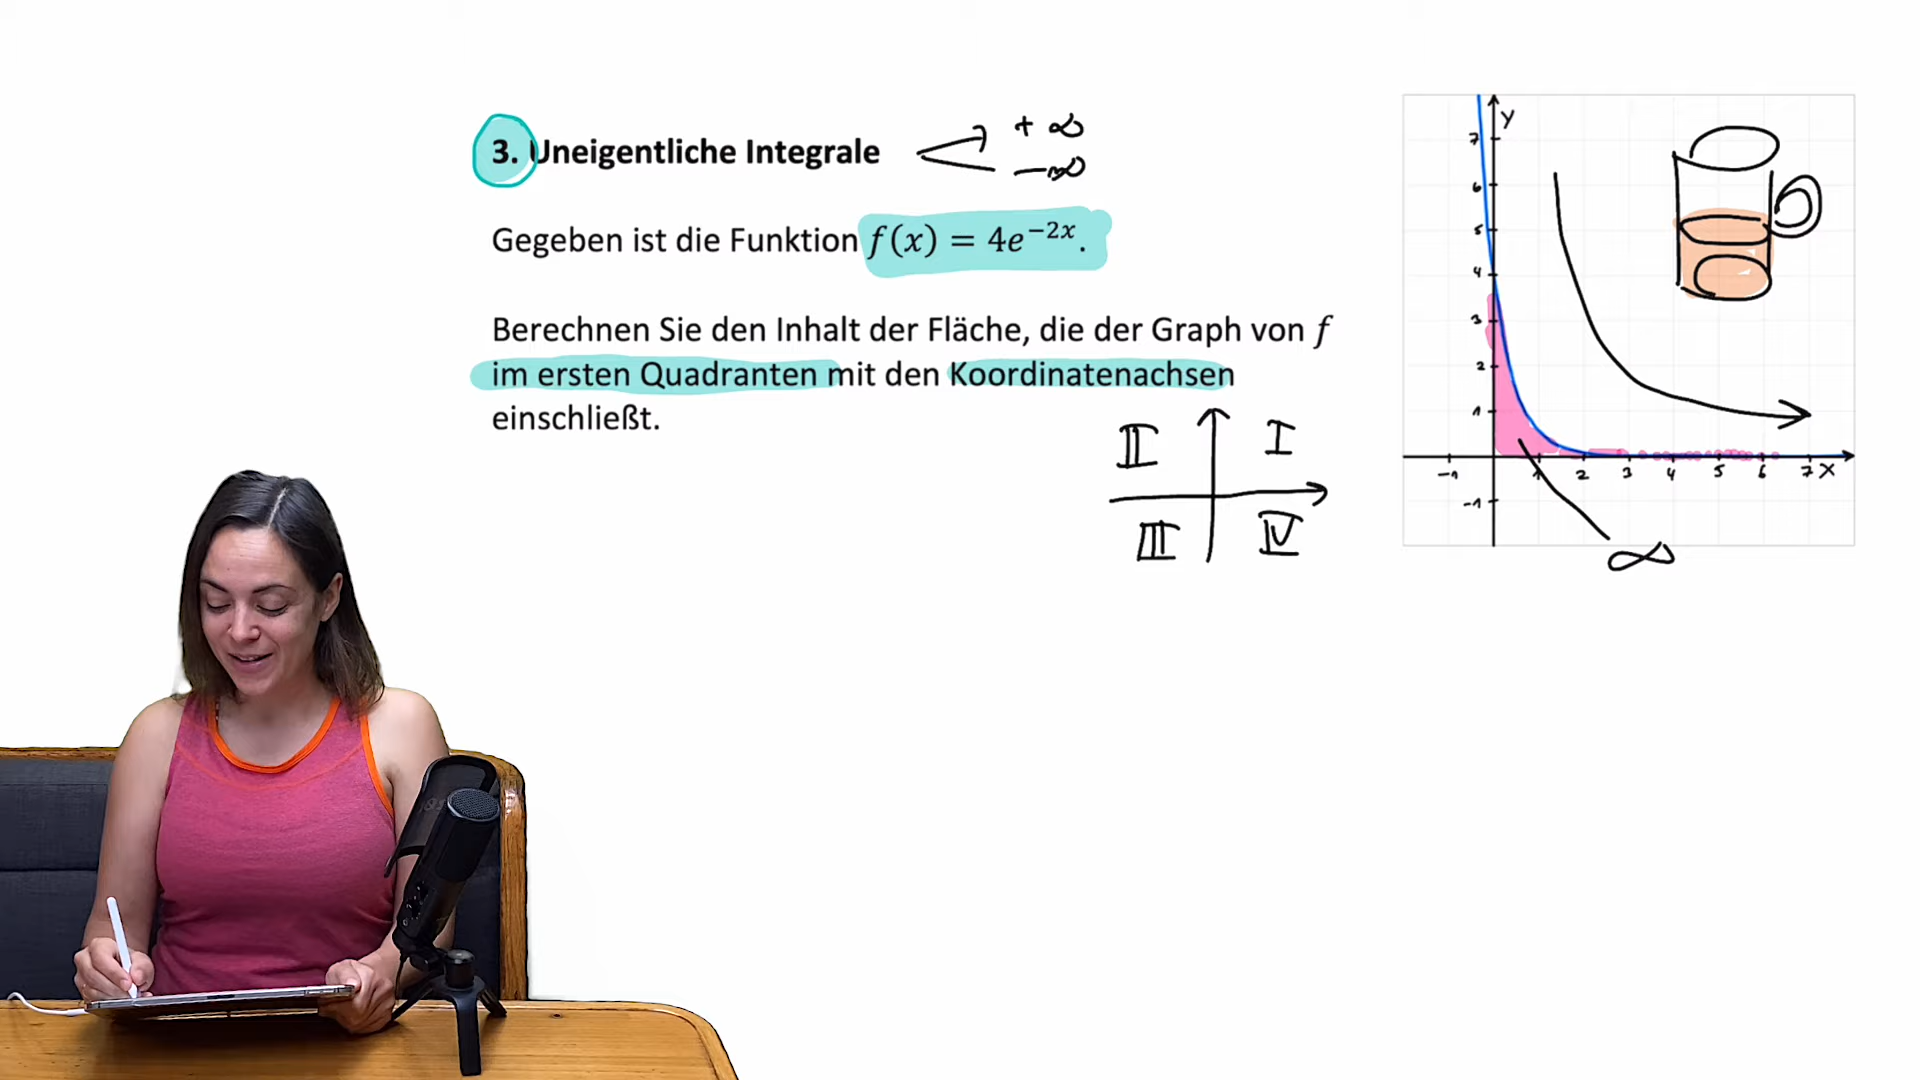 3. Uneigentliche Integrale
+ ∞
−∞
Gegeben ist die Funktion f(x) = 4e⁻²ˣ.
Berechnen Sie den Inhalt der Fläche, die der Graph von f
im ersten Quadranten mit den Koordinatenachsen
einschließt.
II I
III IV
y
7
6
5
4
3
2
1
-1 1 2 3 4 5 6 7 x
-1
∞